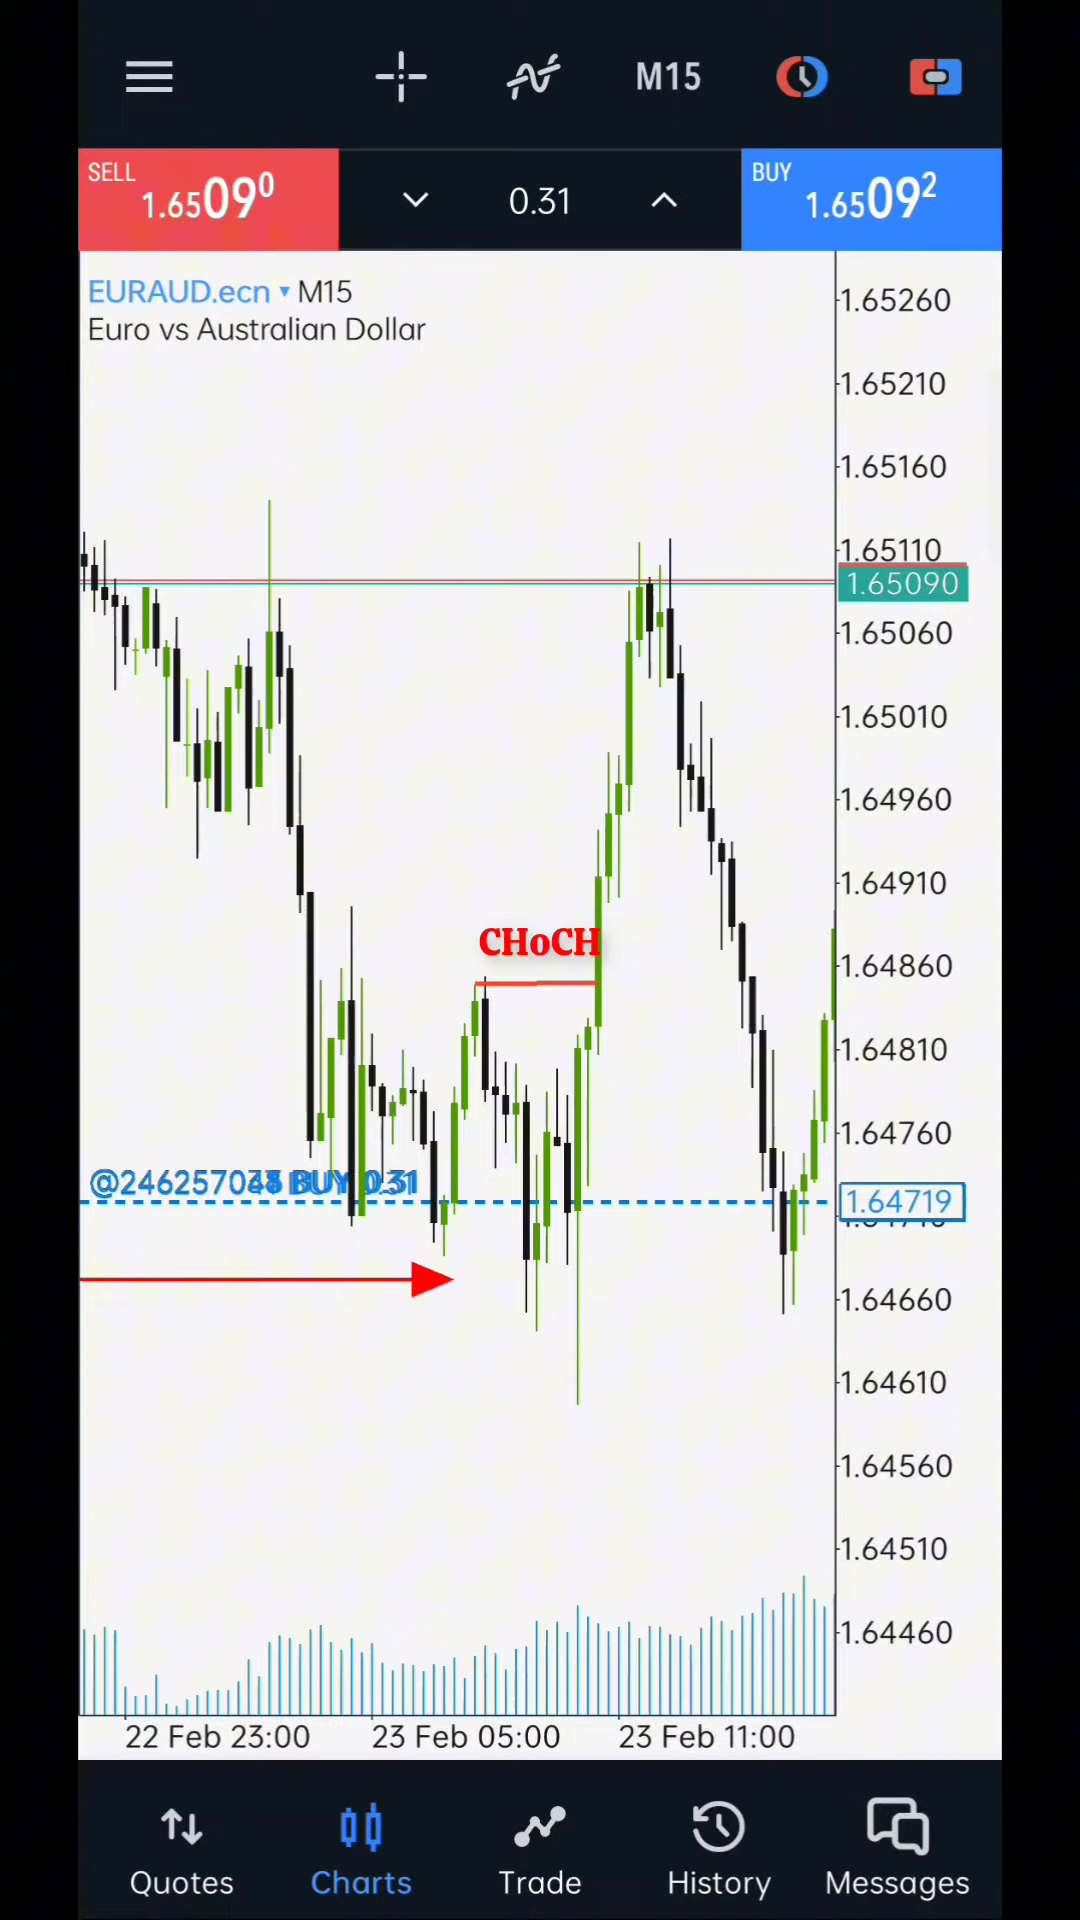 M15
SELL
1.65090
0.31
BUY
1.65092
EURAUD.ecn ▾ M15
Euro vs Australian Dollar
1.65260
1.65210
1.65160
1.65110
1.65090
1.65060
1.65010
1.64960
1.64910
CHoCH
1.64860
1.64810
1.64760
BUY 0.31
1.64719
1.64660
1.64610
1.64560
1.64510
1.64460
22 Feb 23:00 23 Feb 05:00 23 Feb 11:00
Quotes Charts Trade History Messages